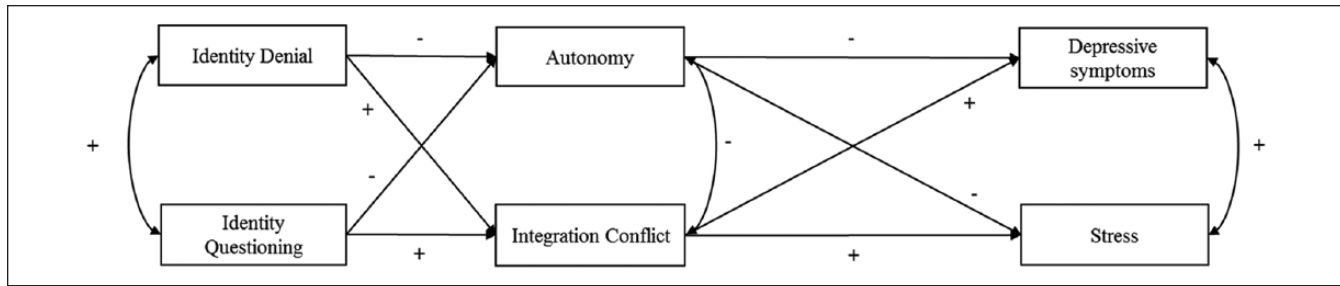 Identity Denial
-
Autonomy
-
Depressive
symptoms
+
+
+
-
+
-
-
Identity
Questioning
+
Integration Conflict
+
Stress